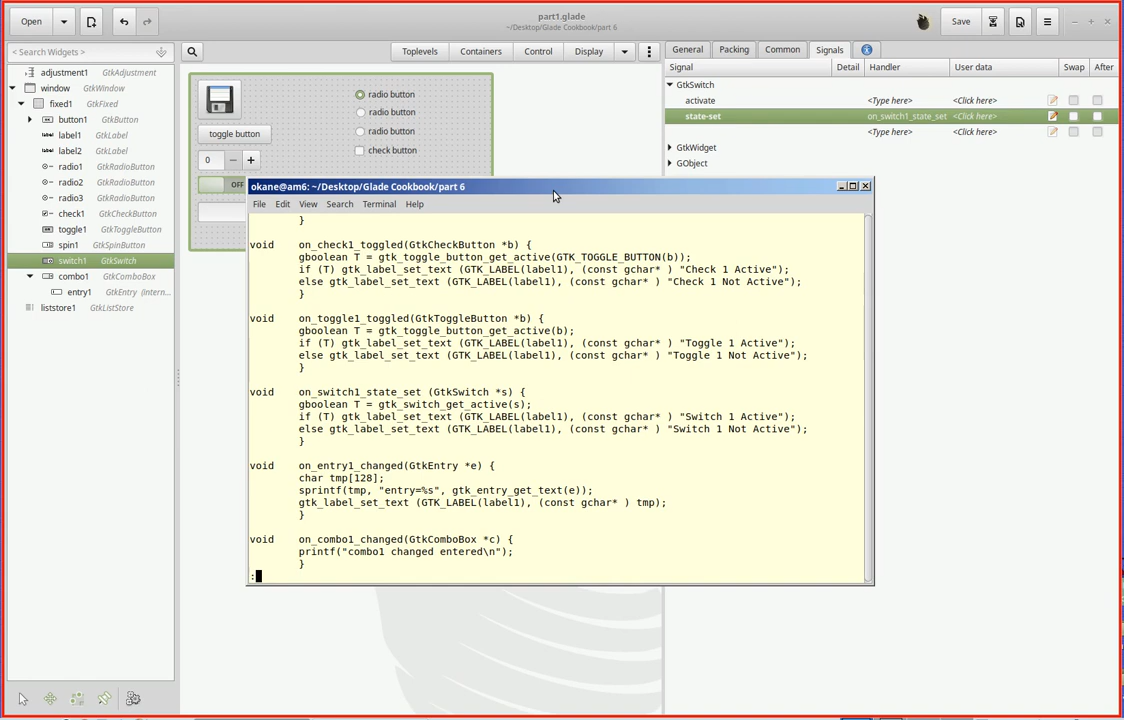 part1.glade
~/Desktop/Glade Cookbook/part 6
Open
Save
< Search Widgets >
Toplevels
Containers
Control
Display
General
Packing
Common
Signals
adjustment1 GtkAdjustment
window GtkWindow
fixed1 GtkFixed
button1 GtkButton
label1 GtkLabel
label2 GtkLabel
radio1 GtkRadioButton
radio2 GtkRadioButton
radio3 GtkRadioButton
check1 GtkCheckButton
toggle1 GtkToggleButton
spin1 GtkSpinButton
switch1 GtkSwitch
combo1 GtkComboBox
entry1 GtkEntry (intern...
liststore1 GtkListStore
radio button
radio button
radio button
check button
toggle button
0 − +
OFF
Signal Detail Handler User data Swap After
GtkSwitch
activate <Type here> <Click here>
state-set on_switch1_state_set <Click here>
<Type here> <Click here>
GtkWidget
GObject
okane@am6: ~/Desktop/Glade Cookbook/part 6
File Edit View Search Terminal Help
}
void on_check1_toggled(GtkCheckButton *b) {
gboolean T = gtk_toggle_button_get_active(GTK_TOGGLE_BUTTON(b));
if (T) gtk_label_set_text (GTK_LABEL(label1), (const gchar* ) "Check 1 Active");
else gtk_label_set_text (GTK_LABEL(label1), (const gchar* ) "Check 1 Not Active");
}
void on_toggle1_toggled(GtkToggleButton *b) {
gboolean T = gtk_toggle_button_get_active(b);
if (T) gtk_label_set_text (GTK_LABEL(label1), (const gchar* ) "Toggle 1 Active");
else gtk_label_set_text (GTK_LABEL(label1), (const gchar* ) "Toggle 1 Not Active");
}
void on_switch1_state_set (GtkSwitch *s) {
gboolean T = gtk_switch_get_active(s);
if (T) gtk_label_set_text (GTK_LABEL(label1), (const gchar* ) "Switch 1 Active");
else gtk_label_set_text (GTK_LABEL(label1), (const gchar* ) "Switch 1 Not Active");
}
void on_entry1_changed(GtkEntry *e) {
char tmp[128];
sprintf(tmp, "entry=%s", gtk_entry_get_text(e));
gtk_label_set_text (GTK_LABEL(label1), (const gchar* ) tmp);
}
void on_combo1_changed(GtkComboBox *c) {
printf("combo1 changed entered\n");
}
: